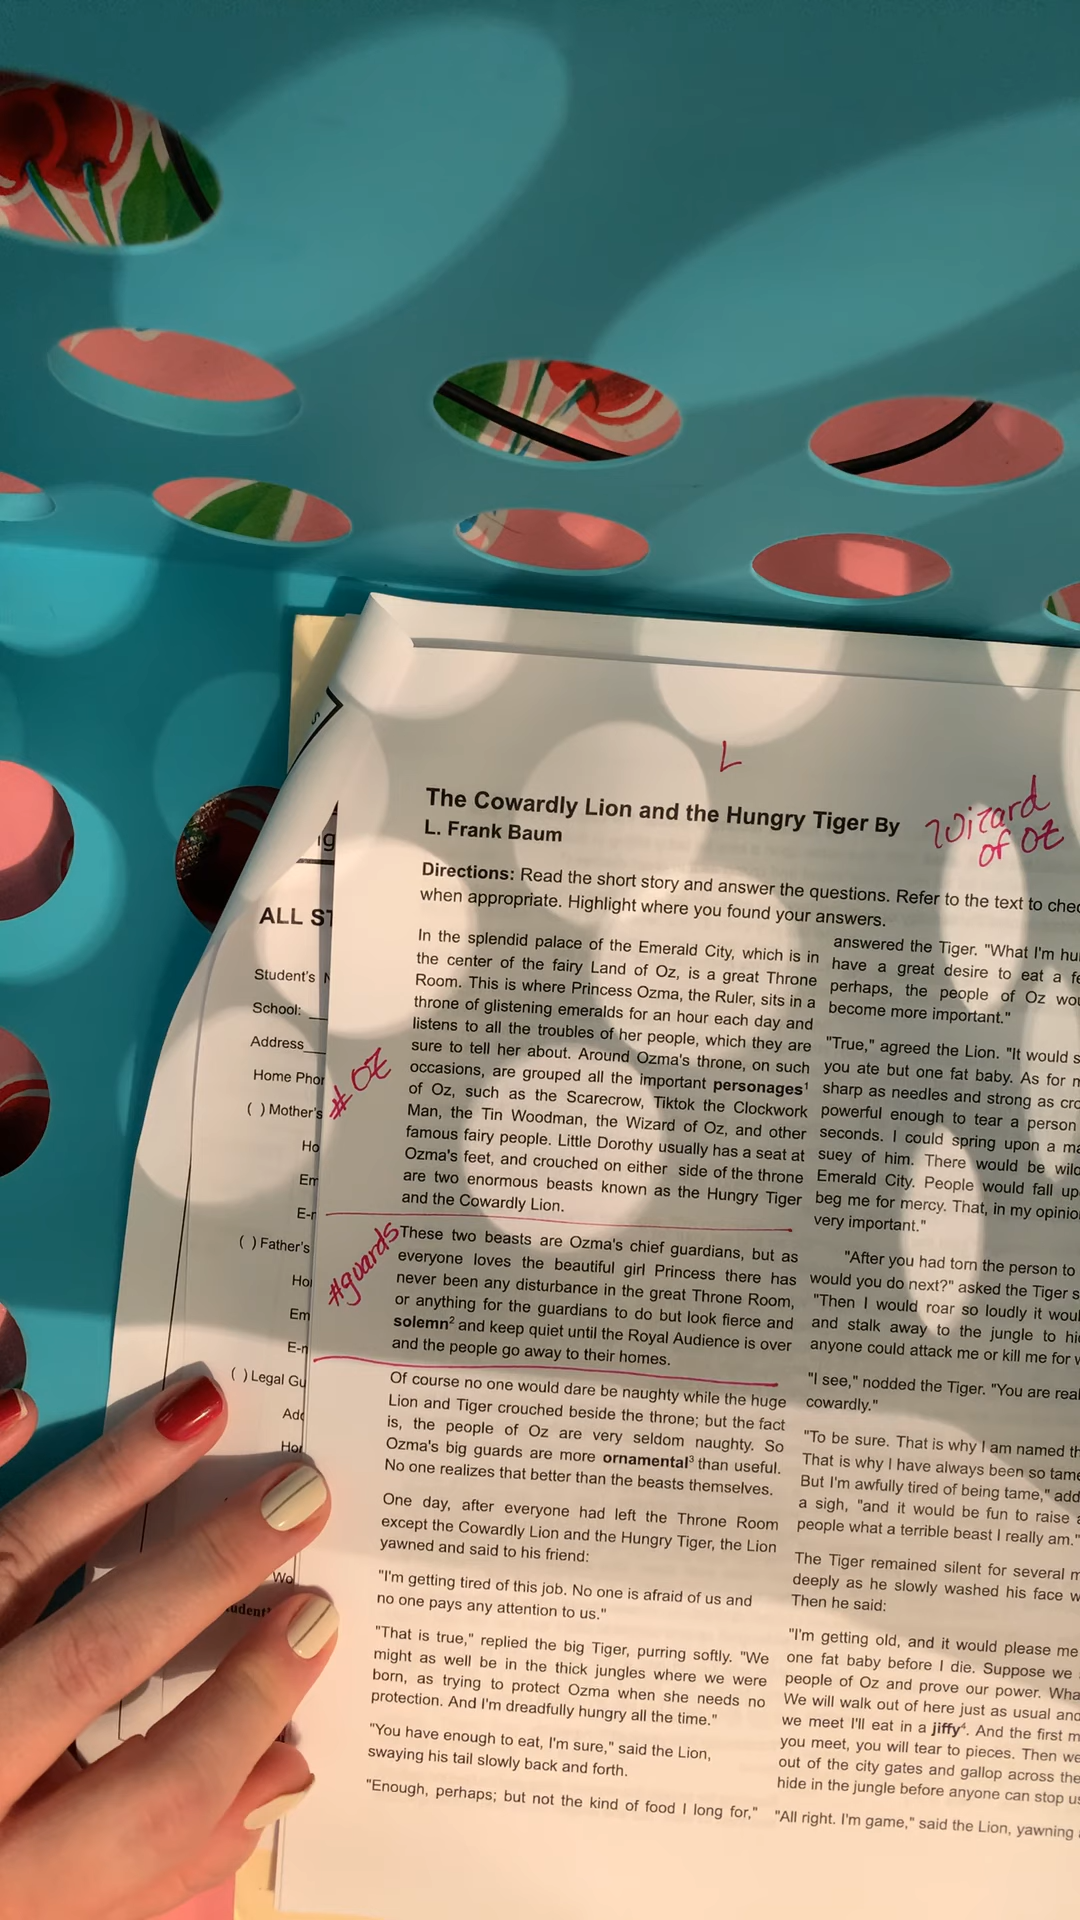 L
The Cowardly Lion and the Hungry Tiger By
L. Frank Baum
Wizard
of Oz
Directions: Read the short story and answer the questions. Refer to the text to
when appropriate. Highlight where you found your answers.
In the splendid palace of the Emerald City, which is in
the center of the fairy Land of Oz, is a great Throne
Room. This is where Princess Ozma, the Ruler, sits in a
throne of glistening emeralds for an hour each day and
listens to all the troubles of her people, which they are
sure to tell her about. Around Ozma's throne, on such
occasions, are grouped all the important personages¹
of Oz, such as the Scarecrow, Tiktok the Clockwork
Man, the Tin Woodman, the Wizard of Oz, and other
famous fairy people. Little Dorothy usually has a seat at
Ozma's feet, and crouched on either side of the throne
are two enormous beasts known as the Hungry Tiger
and the Cowardly Lion.
#OZ
These two beasts are Ozma's chief guardians, but as
everyone loves the beautiful girl Princess there has
never been any disturbance in the great Throne Room,
or anything for the guardians to do but look fierce and
solemn² and keep quiet until the Royal Audience is over
and the people go away to their homes.
#guards
Of course no one would dare be naughty while the huge
Lion and Tiger crouched beside the throne; but the fact
is, the people of Oz are very seldom naughty. So
Ozma's big guards are more ornamental³ than useful.
No one realizes that better than the beasts themselves.
One day, after everyone had left the Throne Room
except the Cowardly Lion and the Hungry Tiger, the Lion
yawned and said to his friend:
"I'm getting tired of this job. No one is afraid of us and
no one pays any attention to us."
"That is true," replied the big Tiger, purring softly. "We
might as well be in the thick jungles where we were
born, as trying to protect Ozma when she needs no
protection. And I'm dreadfully hungry all the time."
"You have enough to eat, I'm sure," said the Lion,
swaying his tail slowly back and forth.
"Enough, perhaps; but not the kind of food I long for,"
answered the Tiger. "What I'm
have a great desire to eat a
perhaps, the people of Oz
become more important."
"True," agreed the Lion. "It would
you ate but one fat baby. As for
sharp as needles and strong as
powerful enough to tear a person
seconds. I could spring upon a
suey of him. There would be
Emerald City. People would fall
beg me for mercy. That, in my
very important."
"After you had torn the person to
would you do next?" asked the Tiger
"Then I would roar so loudly it
and stalk away to the jungle to
anyone could attack me or kill me for
"I see," nodded the Tiger. "You are
cowardly."
"To be sure. That is why I am named
That is why I have always been so
But I'm awfully tired of being tame,"
a sigh, "and it would be fun to raise
people what a terrible beast I really am."
The Tiger remained silent for several
deeply as he slowly washed his face
Then he said:
"I'm getting old, and it would please me
one fat baby before I die. Suppose we
people of Oz and prove our power.
We will walk out of here just as usual
we meet I'll eat in a jiffy⁴. And the first
you meet, you will tear to pieces. Then
out of the city gates and gallop across
hide in the jungle before anyone can stop
"All right. I'm game," said the Lion, yawning
ALL
Student's
School:
Address
Home
( ) Mother's
( ) Father's
( ) Legal